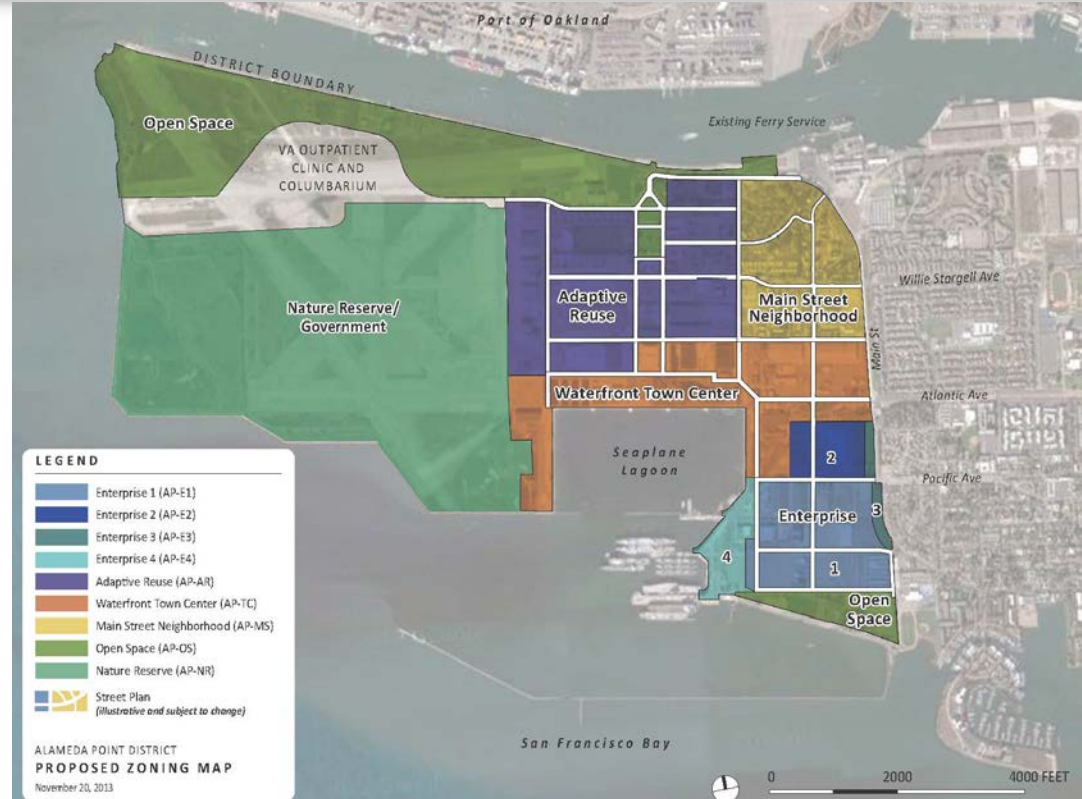 Port of Oakland
DISTRICT BOUNDARY
Open Space
Existing Ferry Service
VA OUTPATIENT
CLINIC AND
COLUMBARIUM
Willie Stargell Ave
Nature Reserve/
Government
Adaptive
Reuse
Main Street
Neighborhood
Main St
Waterfront Town Center
Atlantic Ave
Seaplane
Lagoon
2
Pacific Ave
3
Enterprise
4
1
Open
Space
San Francisco Bay
LEGEND
Enterprise 1 (AP-E1)
Enterprise 2 (AP-E2)
Enterprise 3 (AP-E3)
Enterprise 4 (AP-E4)
Adaptive Reuse (AP-AR)
Waterfront Town Center (AP-TC)
Main Street Neighborhood (AP-MS)
Open Space (AP-OS)
Nature Reserve (AP-NR)
Street Plan
(illustrative and subject to change)
ALAMEDA POINT DISTRICT
PROPOSED ZONING MAP
November 20, 2013
0 2000 4000 FEET